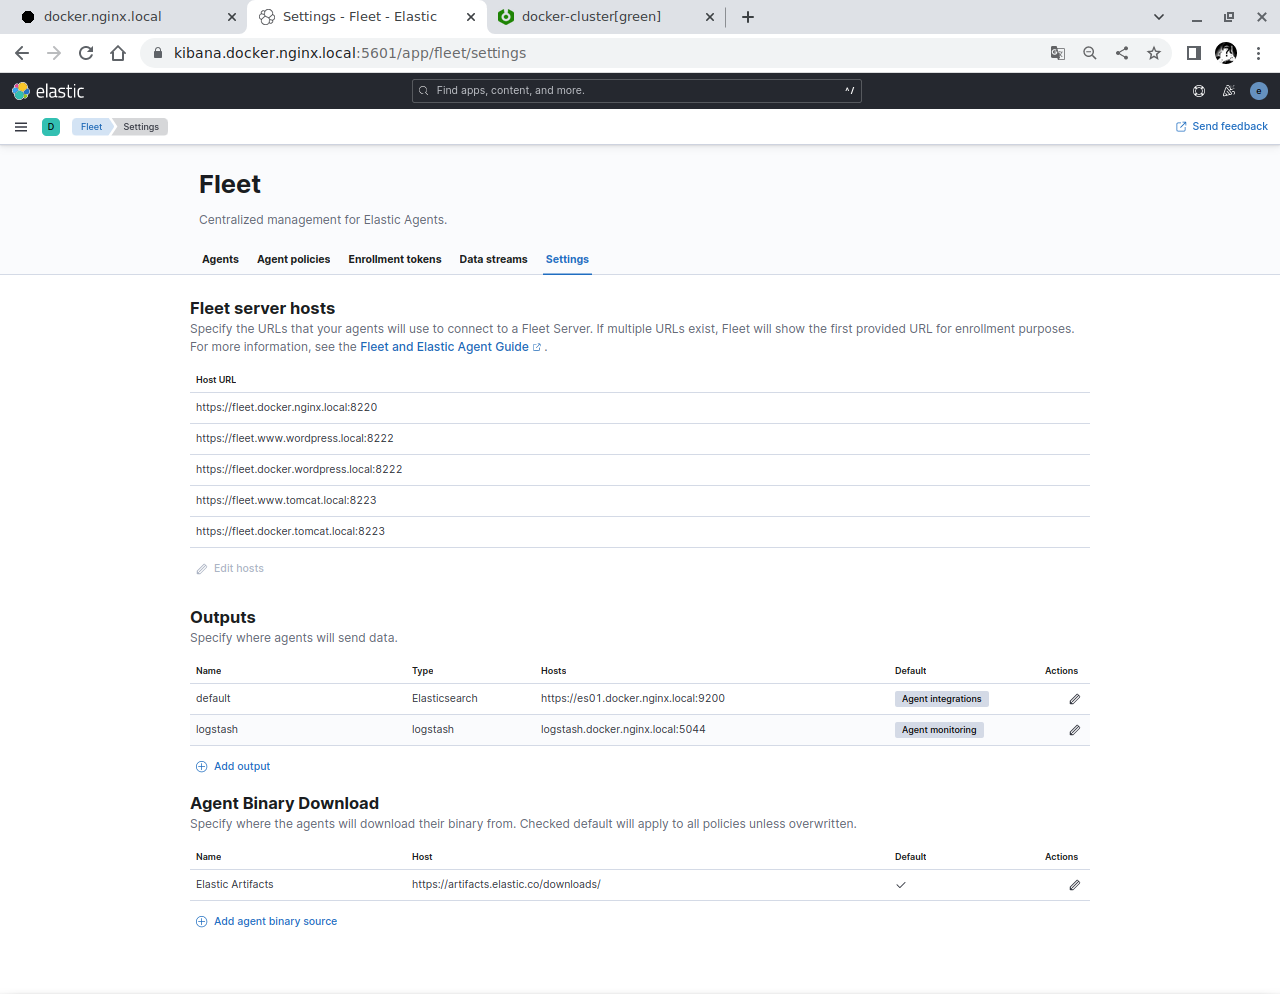 docker.nginx.local
Settings - Fleet - Elastic
docker-cluster[green]
kibana.docker.nginx.local:5601/app/fleet/settings
elastic
Find apps, content, and more.
^/
e
D
Fleet
Settings
Send feedback
Fleet
Centralized management for Elastic Agents.
Agents
Agent policies
Enrollment tokens
Data streams
Settings
Fleet server hosts
Specify the URLs that your agents will use to connect to a Fleet Server. If multiple URLs exist, Fleet will show the first provided URL for enrollment purposes.
For more information, see the Fleet and Elastic Agent Guide .
Host URL
https://fleet.docker.nginx.local:8220
https://fleet.www.wordpress.local:8222
https://fleet.docker.wordpress.local:8222
https://fleet.www.tomcat.local:8223
https://fleet.docker.tomcat.local:8223
Edit hosts
Outputs
Specify where agents will send data.
Name Type Hosts Default Actions
default Elasticsearch https://es01.docker.nginx.local:9200 Agent integrations
logstash logstash logstash.docker.nginx.local:5044 Agent monitoring
Add output
Agent Binary Download
Specify where the agents will download their binary from. Checked default will apply to all policies unless overwritten.
Name Host Default Actions
Elastic Artifacts https://artifacts.elastic.co/downloads/
Add agent binary source